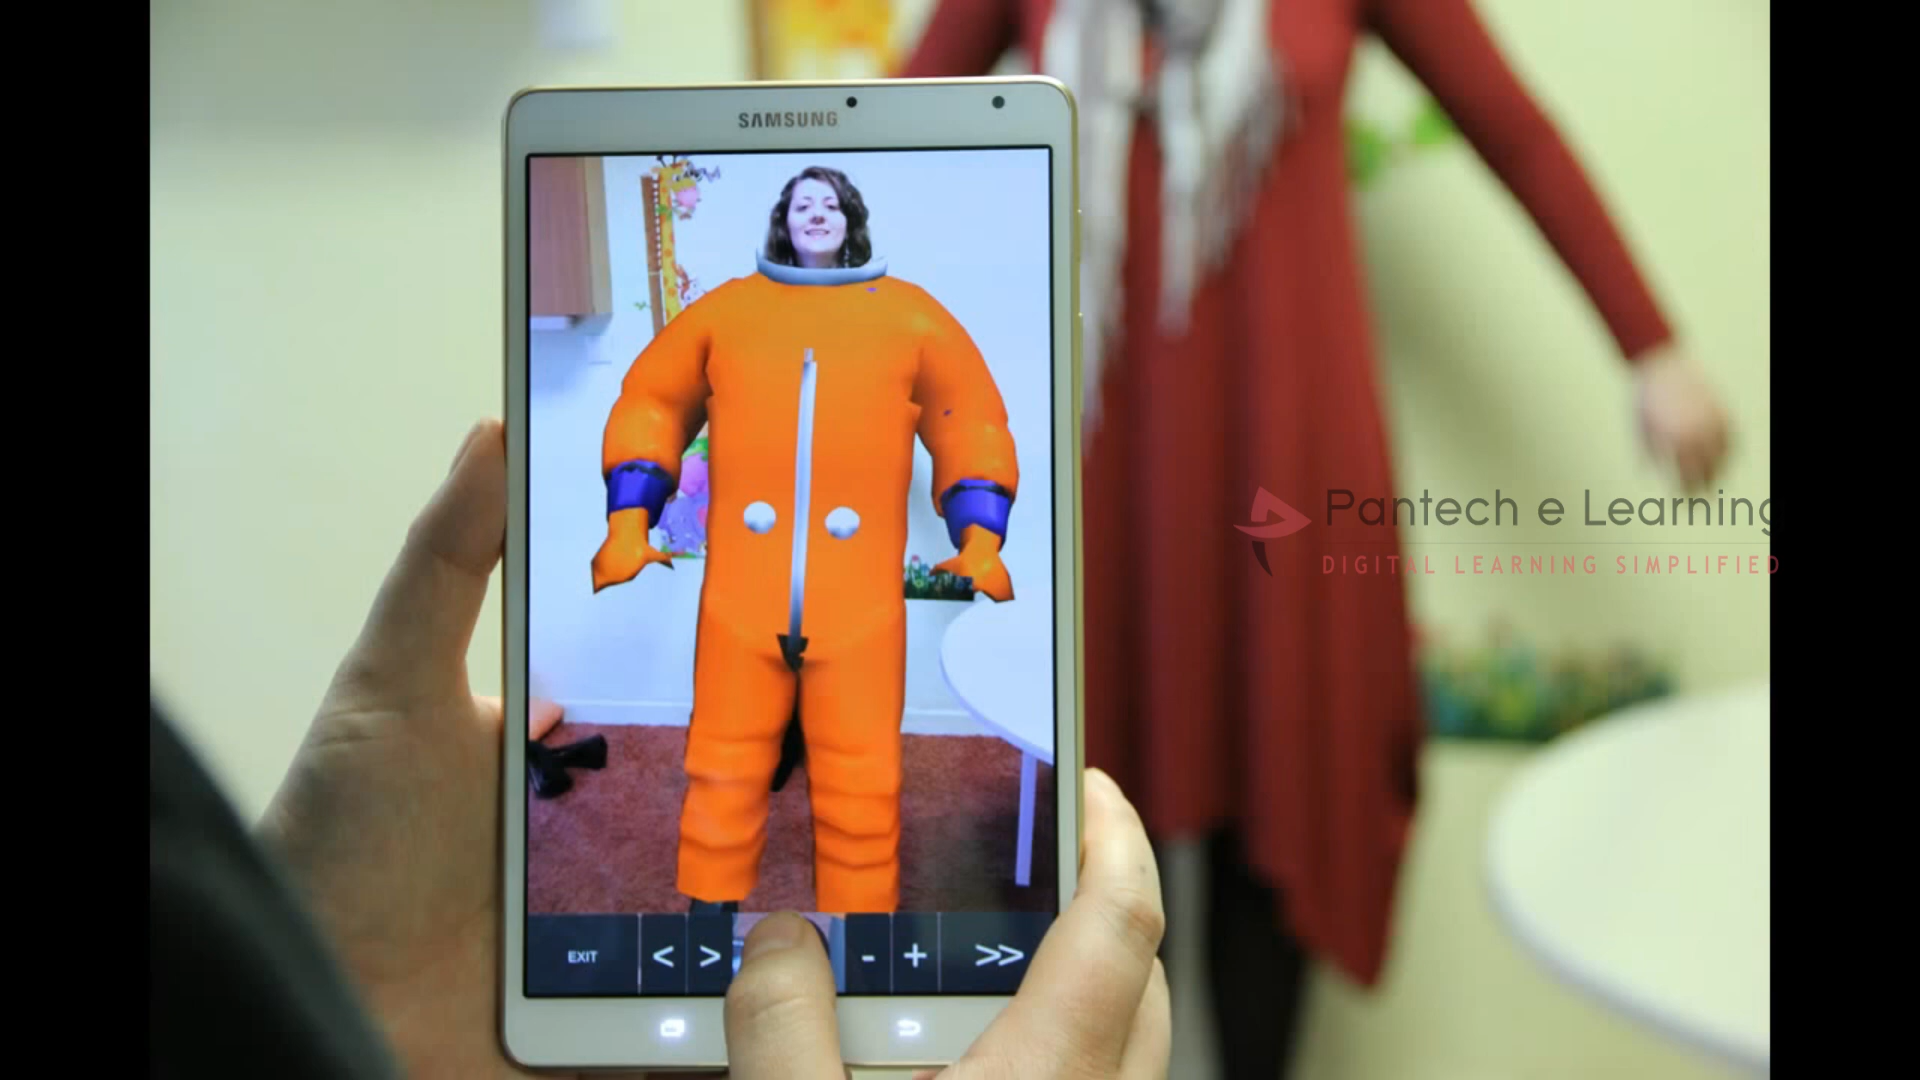 SAMSUNG
Pantech e Learning
DIGITAL LEARNING SIMPLIFIED
EXIT
< > - + >>